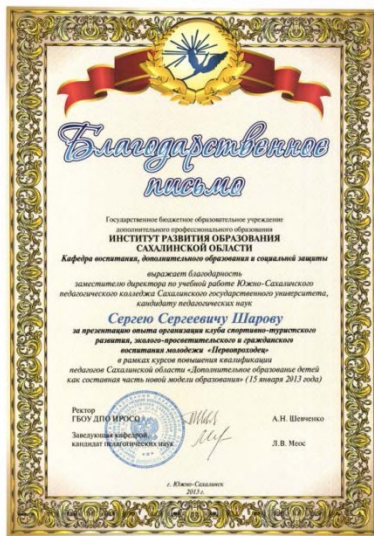 Благодарственное
письмо
Государственное бюджетное образовательное учреждение
дополнительного профессионального образования
ИНСТИТУТ РАЗВИТИЯ ОБРАЗОВАНИЯ
САХАЛИНСКОЙ ОБЛАСТИ
Кафедра воспитания, дополнительного образования и социальной защиты
выражает благодарность
заместителю директора по учебной работе Южно-Сахалинского
педагогического колледжа Сахалинского государственного университета,
кандидату педагогических наук
Сергею Сергеевичу Шарову
за презентацию опыта организации клуба спортивно-туристского
развития, эколого-просветительского и гражданского
воспитания молодежи «Первопроходец»
в рамках курсов повышения квалификации
педагогов Сахалинской области «Дополнительное образование детей
как составная часть новой модели образования» (15 января 2013 года)
Ректор
ГБОУ ДПО ИРОСО А.Н. Шевченко
Заведующая кафедрой,
кандидат педагогических наук Л.В. Меос
г. Южно-Сахалинск
2013 г.